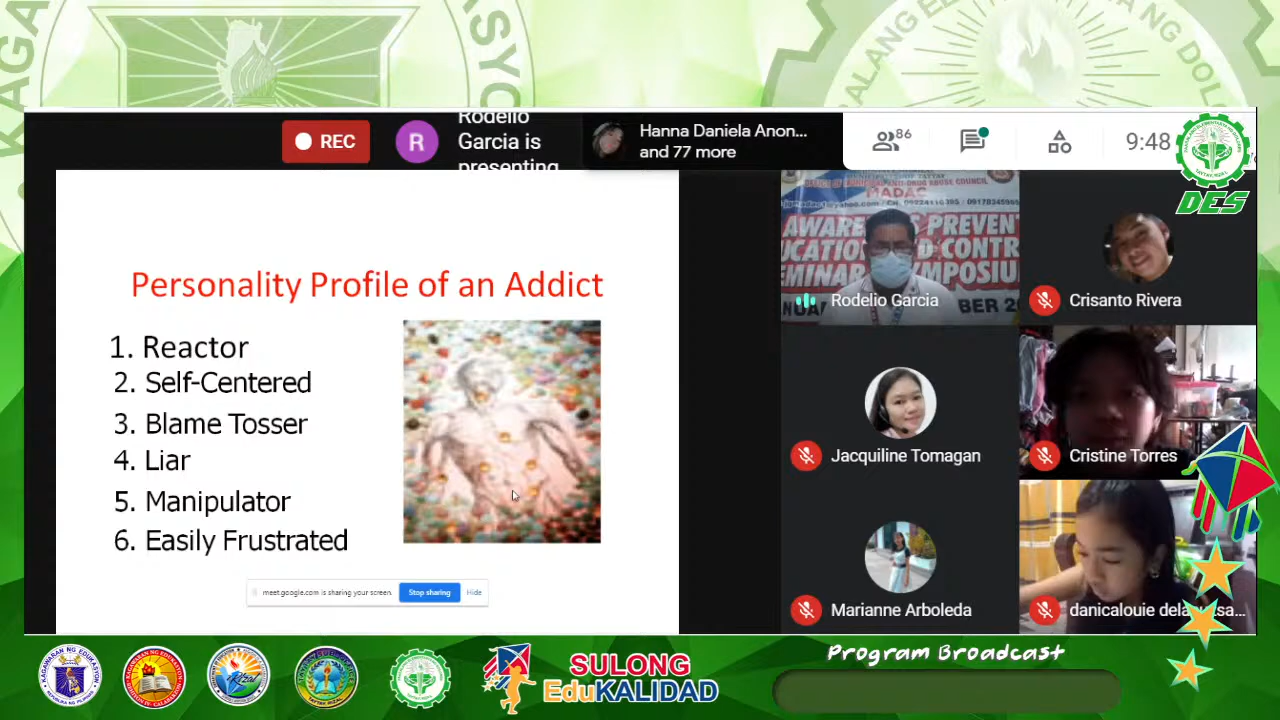 REC
R
Rodelio
Garcia is
presenting
Hanna Daniela Anon...
and 77 more
86
9:48
DES
Personality Profile of an Addict
1. Reactor
2. Self-Centered
3. Blame Tosser
4. Liar
5. Manipulator
6. Easily Frustrated
meet.google.com is sharing your screen.
Stop sharing
Hide
MADAC
Rodelio Garcia
Crisanto Rivera
Jacquiline Tomagan
Cristine Torres
Marianne Arboleda
SULONG
EduKALIDAD
Program Broadcast